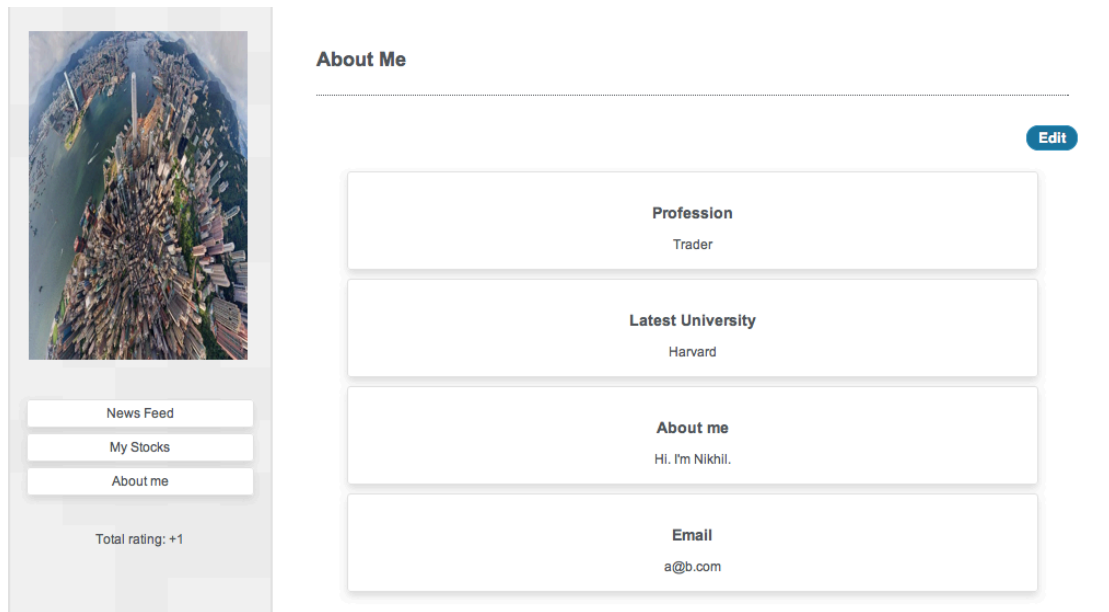 News Feed
My Stocks
About me
Total rating: +1
About Me
Edit
Profession
Trader
Latest University
Harvard
About me
Hi. I'm Nikhil.
Email
a@b.com